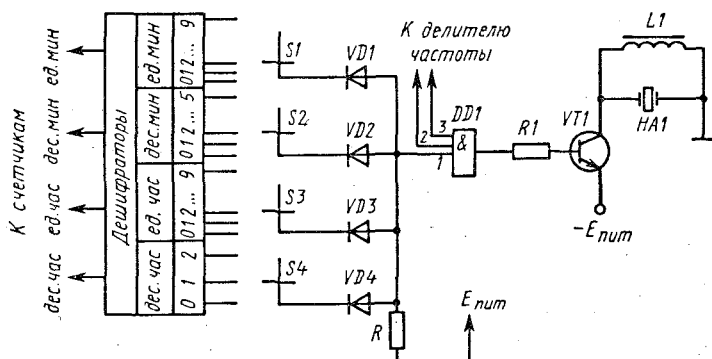 К счетчикам
ед.мин
дес.мин
ед.час
дес.час
Дешифраторы
ед.мин
012... 9
дес.мин
012... 5
ед.час
012... 9
дес.час
0 1 2
S1
S2
S3
S4
VD1
VD2
VD3
VD4
R
К делителю
частоты
3
2
1
DD1
&
R1
VT1
L1
HA1
-Eпит
Eпит